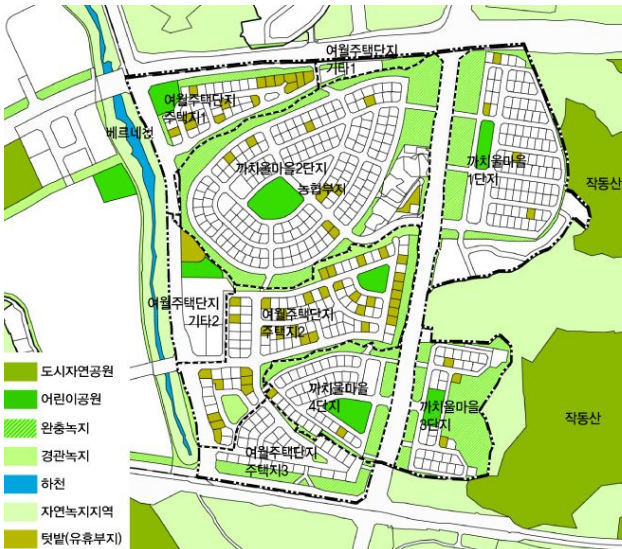 여월주택단지
기타1
여월주택단지
주택지1
베르네천
까치울마을2단지
농협부지
까치울마을
1단지
작동산
여월주택단지
기타2
여월주택단지
주택지2
까치울마을
4단지
까치울마을
3단지
작동산
여월주택단지
주택지3
도시자연공원
어린이공원
완충녹지
경관녹지
하천
자연녹지지역
텃밭(유휴부지)